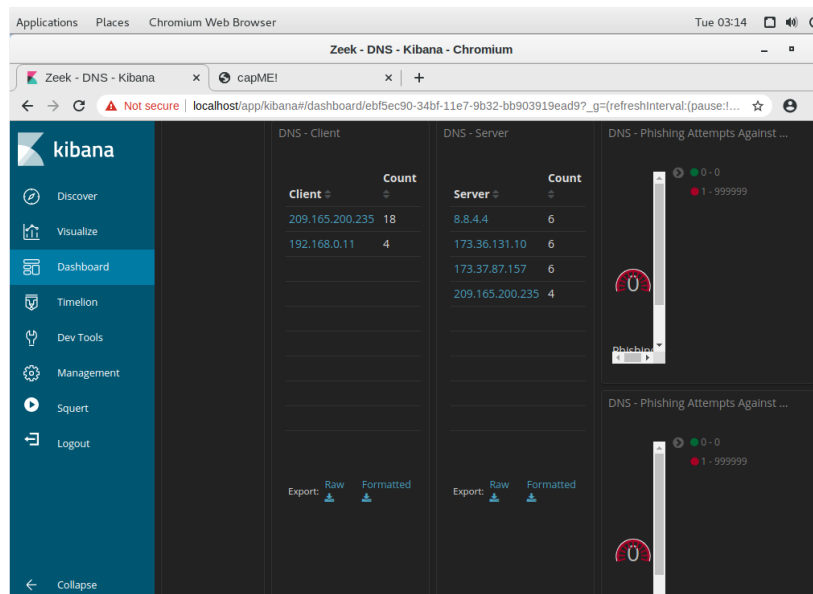 Applications Places Chromium Web Browser Tue 03:14
Zeek - DNS - Kibana - Chromium
Zeek - DNS - Kibana × capME! × +
Not secure | localhost/app/kibana#/dashboard/ebf5ec90-34bf-11e7-9b32-bb903919ead9?_g=(refreshInterval:(pause:!...
kibana
Discover
Visualize
Dashboard
Timelion
Dev Tools
Management
Squert
Logout
Collapse
DNS - Client
Client Count
209.165.200.235 18
192.168.0.11 4
Export: Raw Formatted
DNS - Server
Server Count
8.8.4.4 6
173.36.131.10 6
173.37.87.157 6
209.165.200.235 4
Export: Raw Formatted
DNS - Phishing Attempts Against ...
0 - 0
1 - 999999
0
DNS - Phishing Attempts Against ...
0 - 0
1 - 999999
0